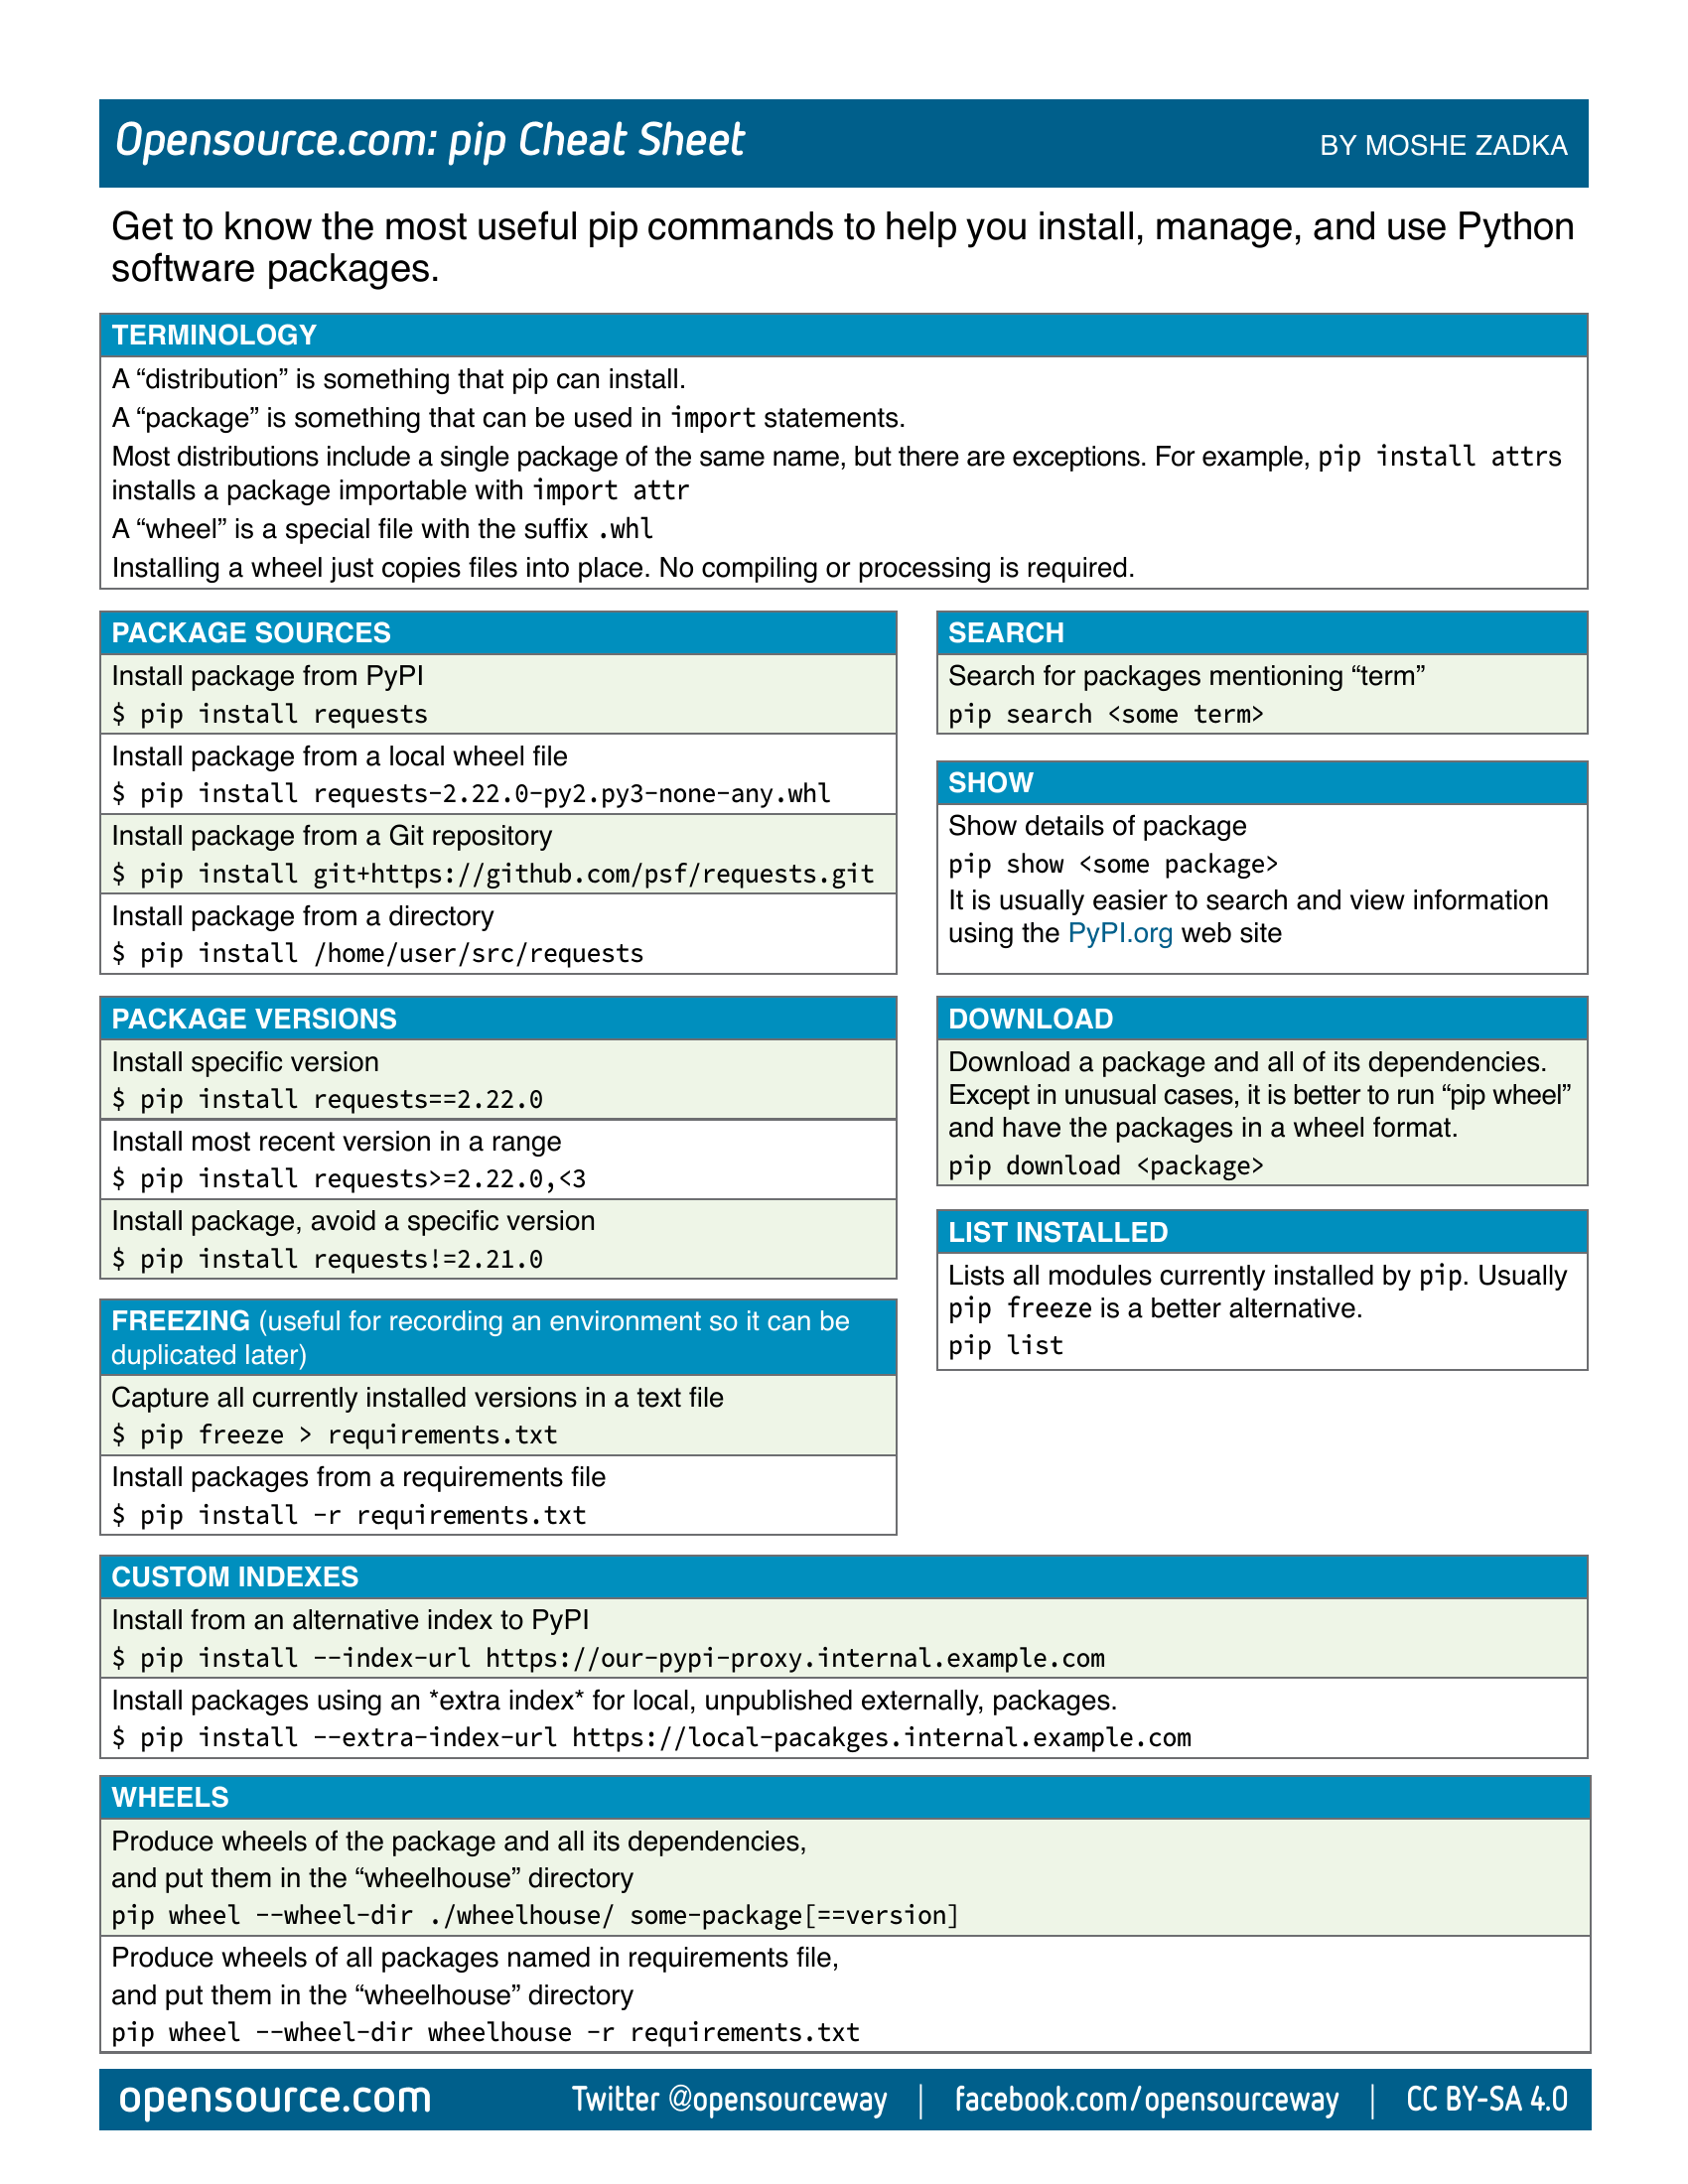 Opensource.com: pip Cheat Sheet
BY MOSHE ZADKA
Get to know the most useful pip commands to help you install, manage, and use Python
software packages.
TERMINOLOGY
A “distribution” is something that pip can install.
A “package” is something that can be used in import statements.
Most distributions include a single package of the same name, but there are exceptions. For example, pip install attrs
installs a package importable with import attr
A “wheel” is a special file with the suffix .whl
Installing a wheel just copies files into place. No compiling or processing is required.
PACKAGE SOURCES
Install package from PyPI
$ pip install requests
Install package from a local wheel file
$ pip install requests-2.22.0-py2.py3-none-any.whl
Install package from a Git repository
$ pip install git+https://github.com/psf/requests.git
Install package from a directory
$ pip install /home/user/src/requests
PACKAGE VERSIONS
Install specific version
$ pip install requests==2.22.0
Install most recent version in a range
$ pip install requests>=2.22.0,<3
Install package, avoid a specific version
$ pip install requests!=2.21.0
FREEZING (useful for recording an environment so it can be
duplicated later)
Capture all currently installed versions in a text file
$ pip freeze > requirements.txt
Install packages from a requirements file
$ pip install -r requirements.txt
SEARCH
Search for packages mentioning “term”
pip search <some term>
SHOW
Show details of package
pip show <some package>
It is usually easier to search and view information
using the PyPI.org web site
DOWNLOAD
Download a package and all of its dependencies.
Except in unusual cases, it is better to run “pip wheel”
and have the packages in a wheel format.
pip download <package>
LIST INSTALLED
Lists all modules currently installed by pip. Usually
pip freeze is a better alternative.
pip list
CUSTOM INDEXES
Install from an alternative index to PyPI
$ pip install --index-url https://our-pypi-proxy.internal.example.com
Install packages using an *extra index* for local, unpublished externally, packages.
$ pip install --extra-index-url https://local-pacakges.internal.example.com
WHEELS
Produce wheels of the package and all its dependencies,
and put them in the “wheelhouse” directory
pip wheel --wheel-dir ./wheelhouse/ some-package[==version]
Produce wheels of all packages named in requirements file,
and put them in the “wheelhouse” directory
pip wheel --wheel-dir wheelhouse -r requirements.txt
opensource.com
Twitter @opensourceway | facebook.com/opensourceway | CC BY-SA 4.0